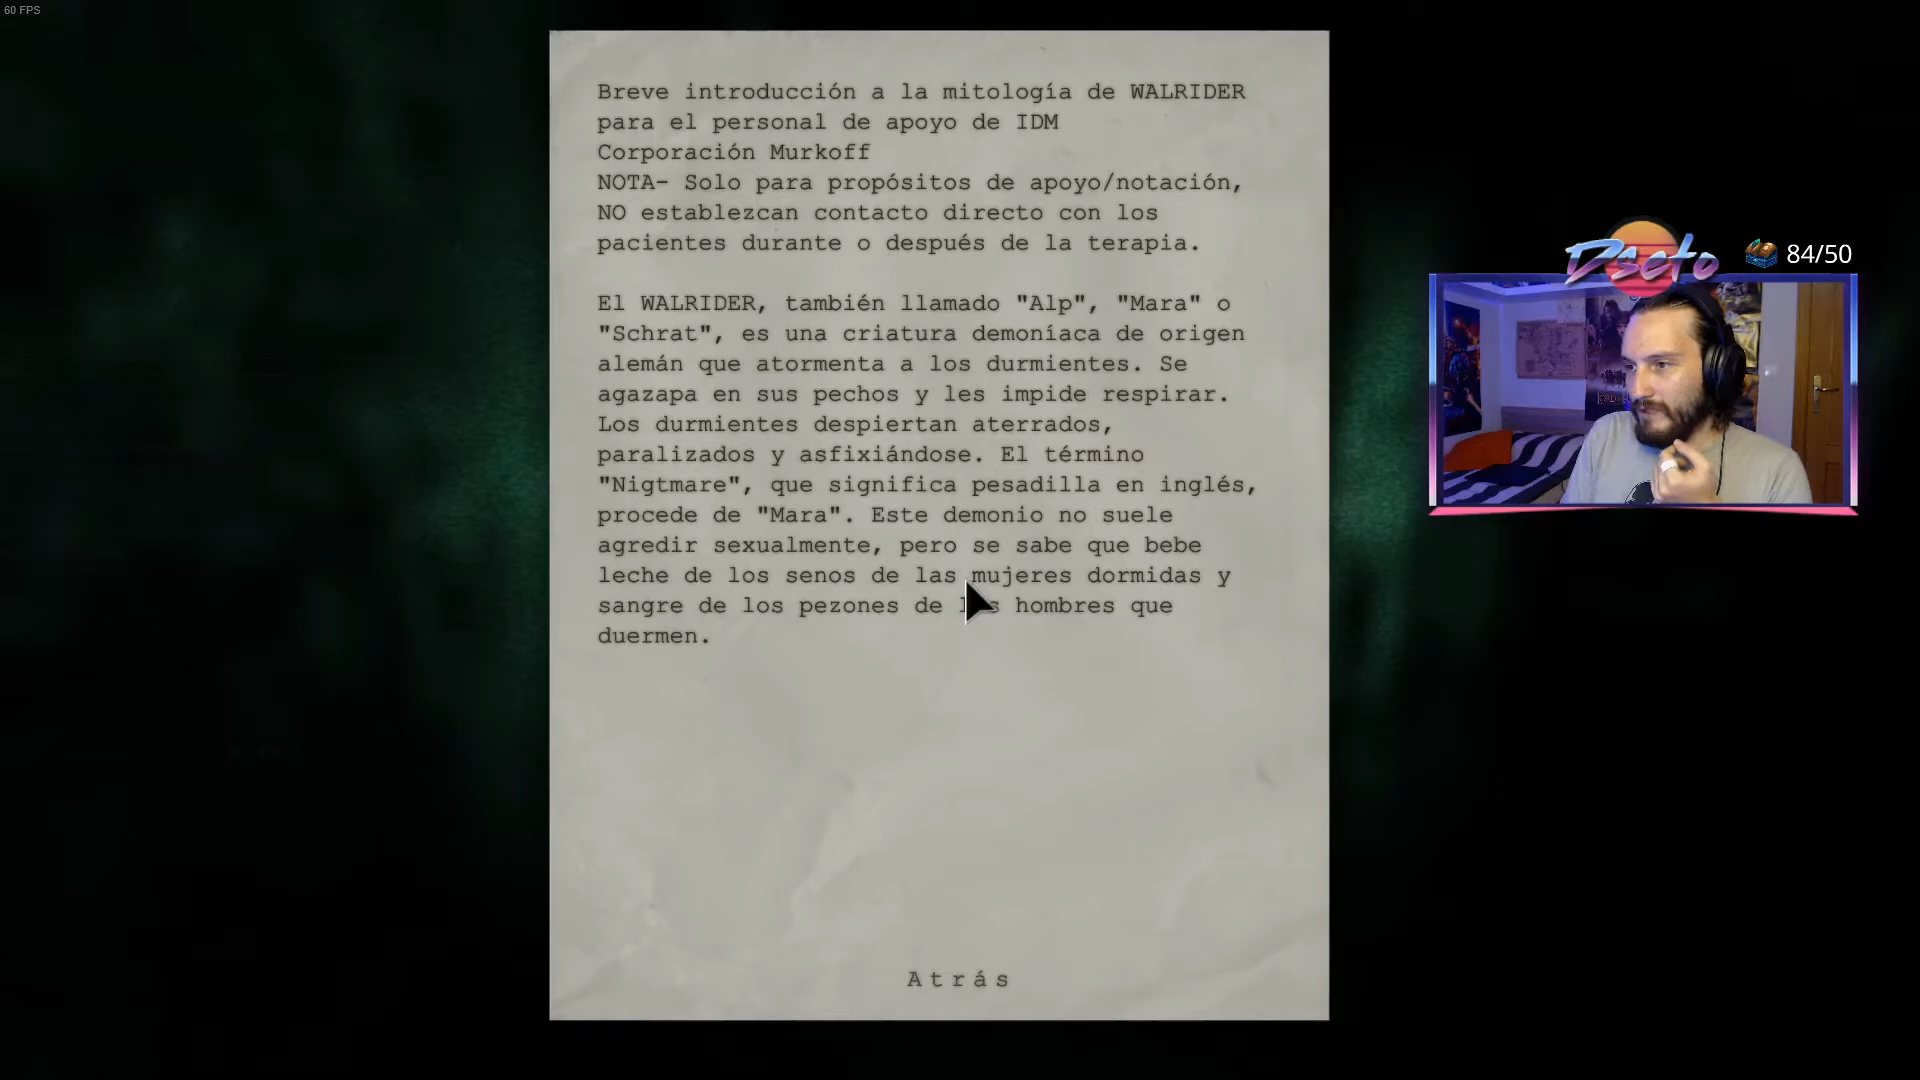 60 FPS
Breve introducción a la mitología de WALRIDER
para el personal de apoyo de IDM
Corporación Murkoff
NOTA- Solo para propósitos de apoyo/notación,
NO establezcan contacto directo con los
pacientes durante o después de la terapia.
El WALRIDER, también llamado "Alp", "Mara" o
"Schrat", es una criatura demoníaca de origen
alemán que atormenta a los durmientes. Se
agazapa en sus pechos y les impide respirar.
Los durmientes despiertan aterrados,
paralizados y asfixiándose. El término
"Nigtmare", que significa pesadilla en inglés,
procede de "Mara". Este demonio no suele
agredir sexualmente, pero se sabe que bebe
leche de los senos de las mujeres dormidas y
sangre de los pezones de los hombres que
duermen.
Atrás
Dseto
84/50